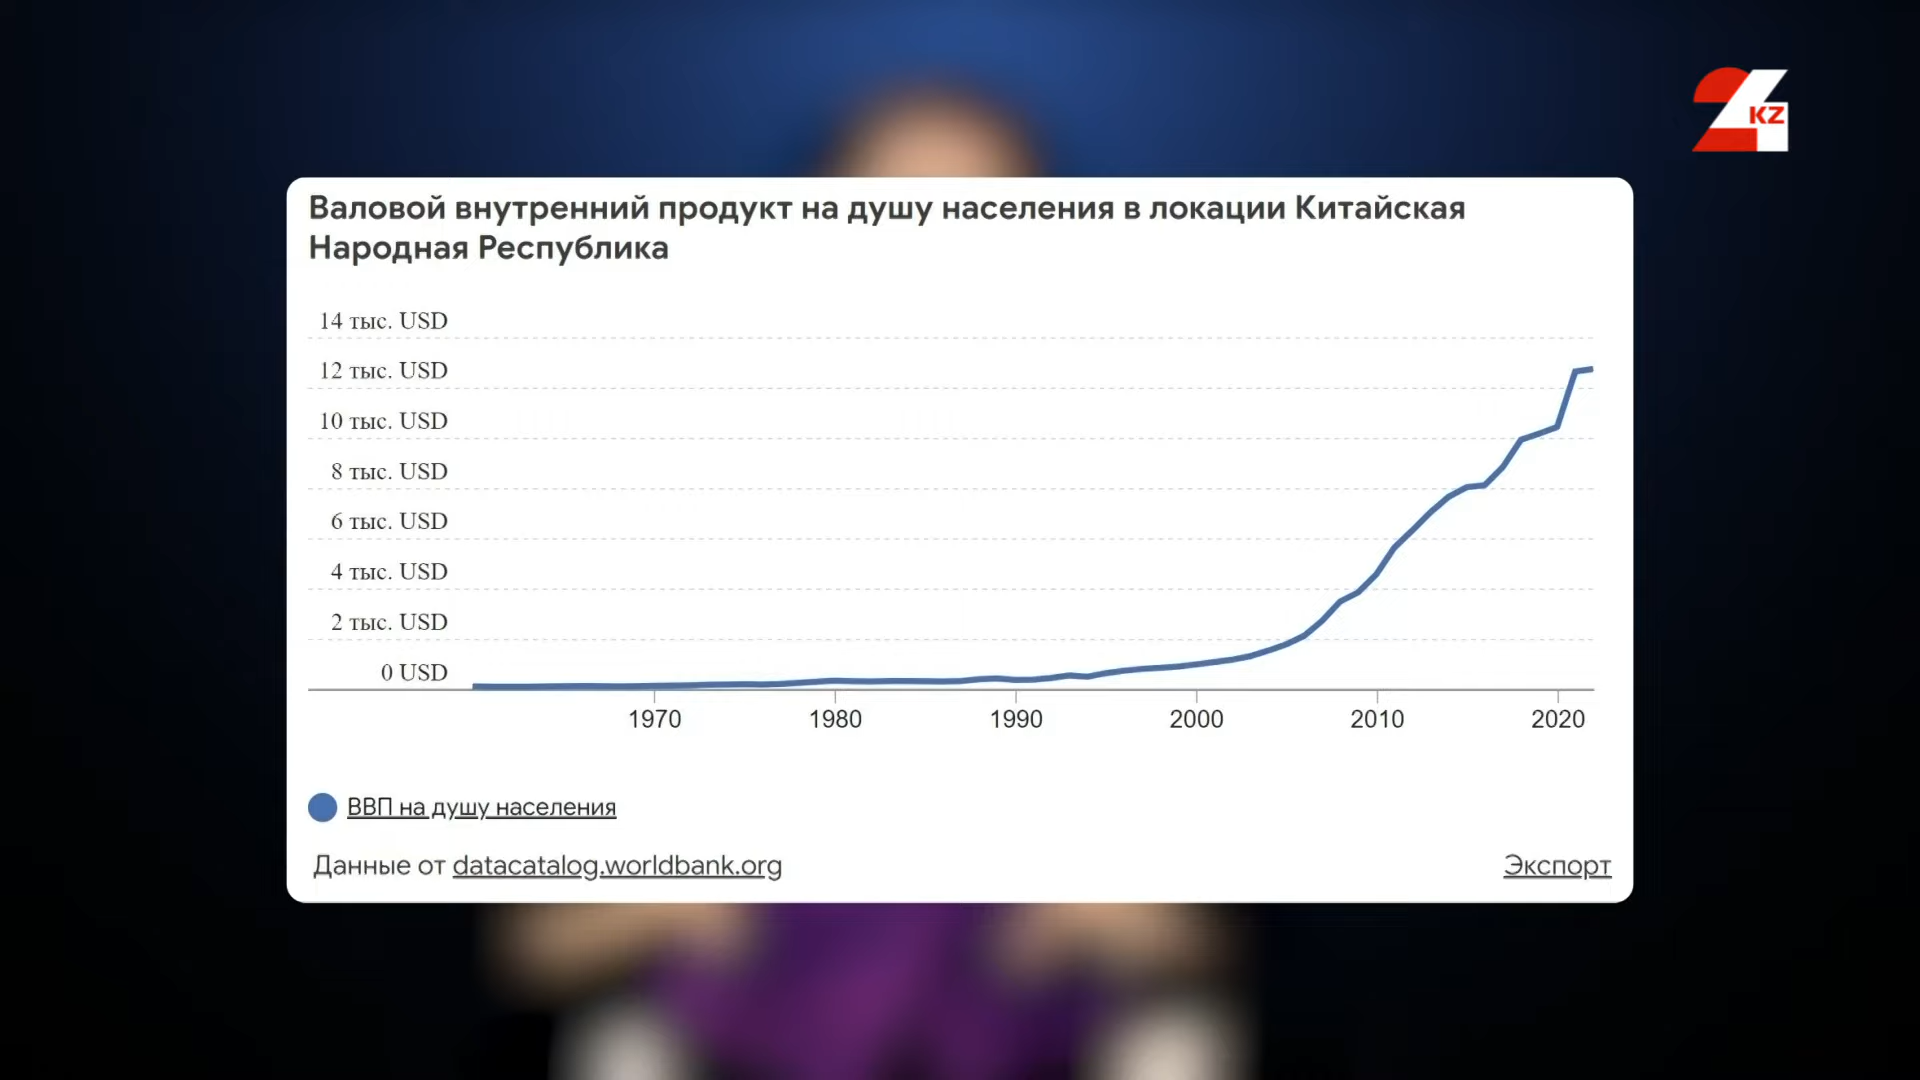 24
KZ
Валовой внутренний продукт на душу населения в локации Китайская
Народная Республика
14 тыс. USD
12 тыс. USD
10 тыс. USD
8 тыс. USD
6 тыс. USD
4 тыс. USD
2 тыс. USD
0 USD
1970 1980 1990 2000 2010 2020
ВВП на душу населения
Данные от datacatalog.worldbank.org Экспорт